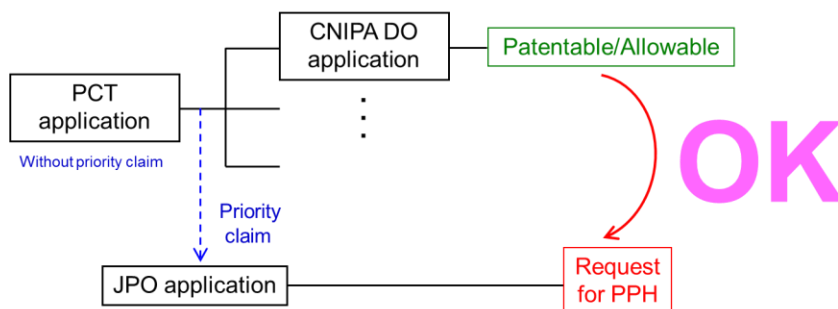 CNIPA DO
application
Patentable/Allowable
PCT
application
Without priority claim
OK
Priority
claim
JPO application
Request
for PPH